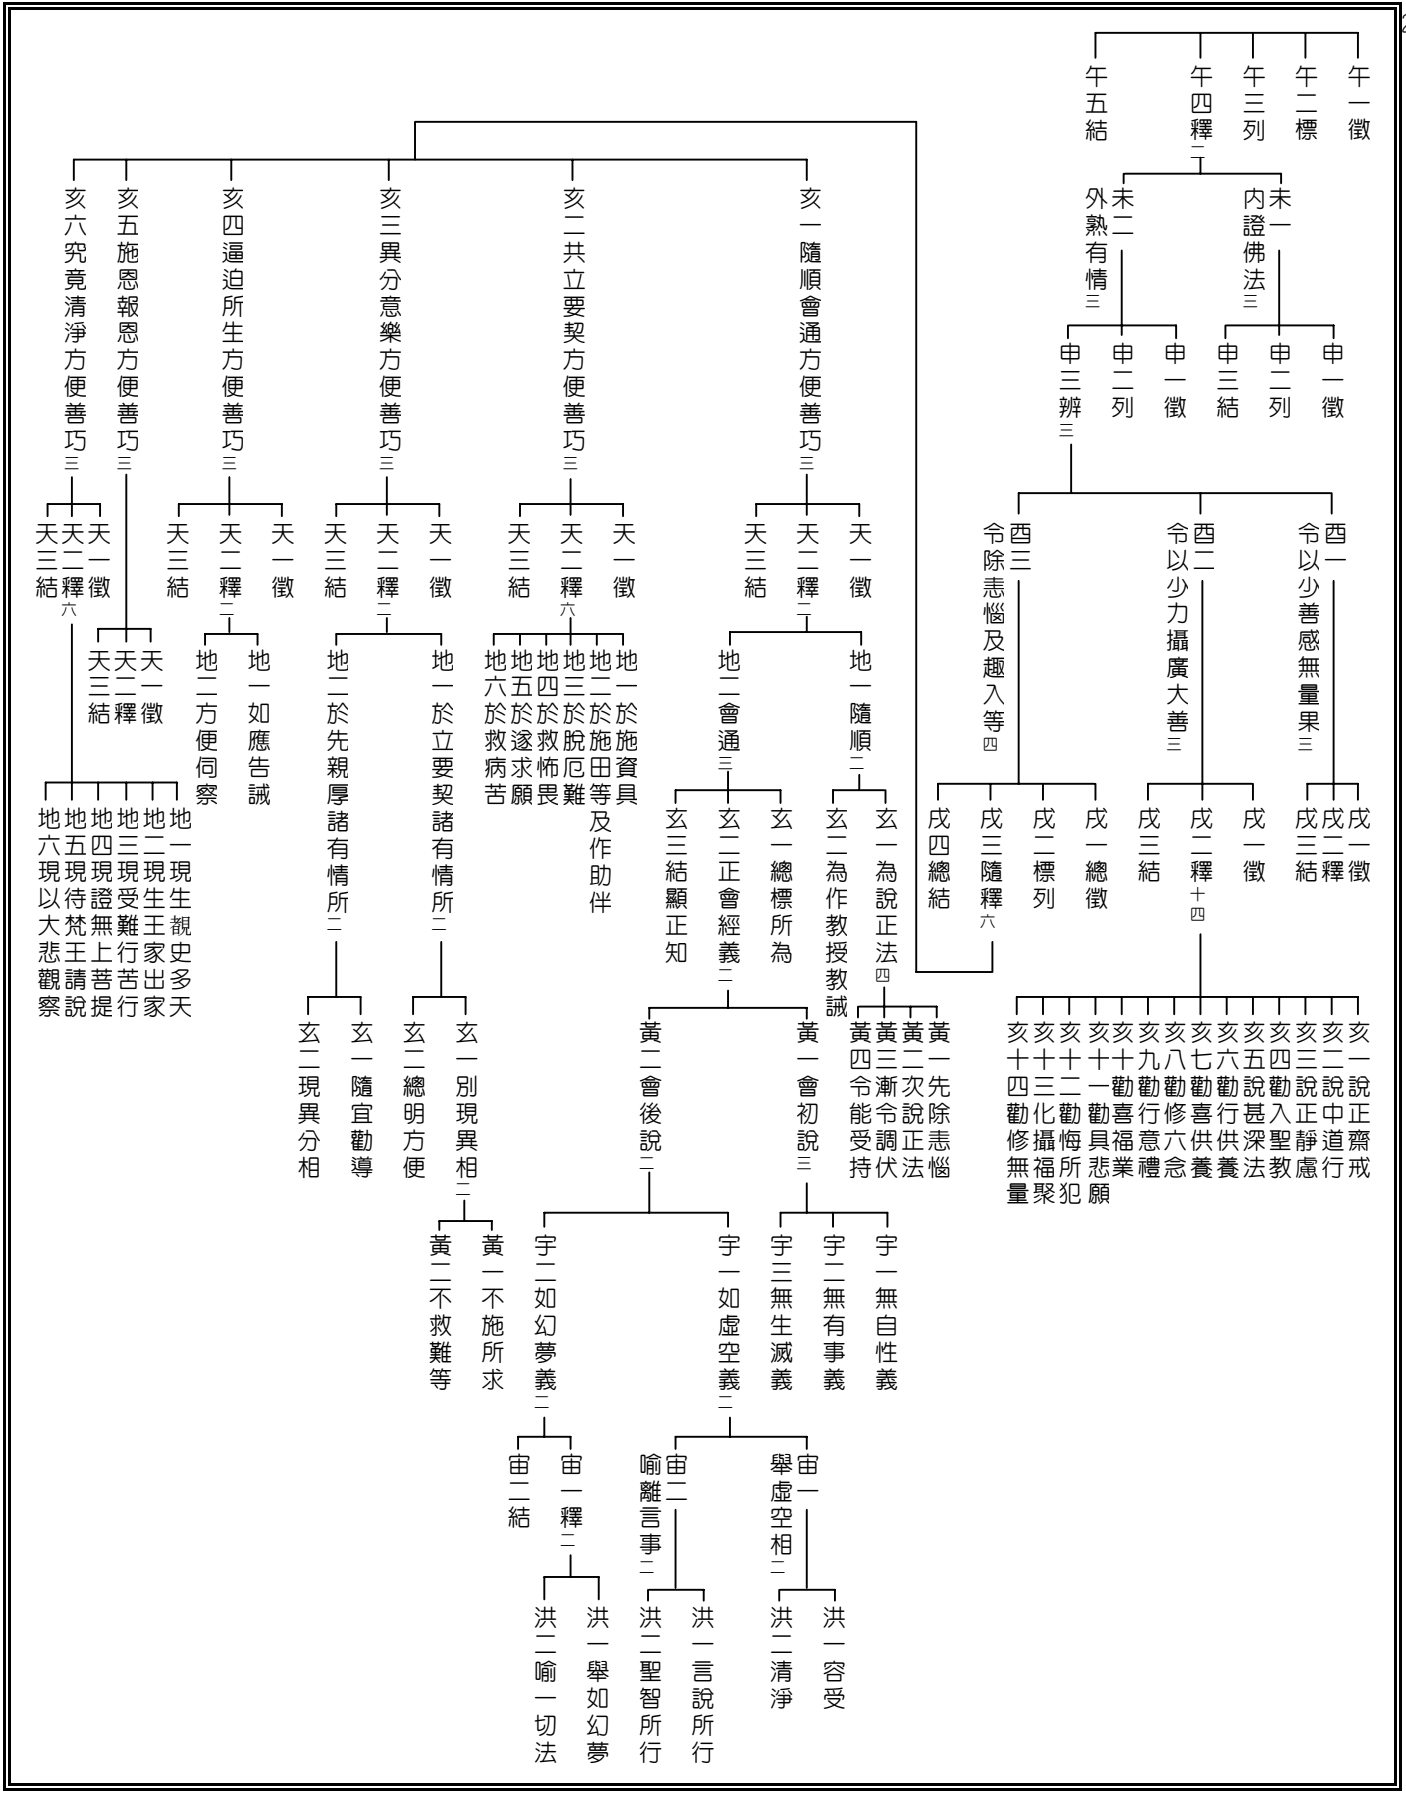 午一徵
午二標
午三列
午四釋二
午五結
未一
內證佛法三
未二
外熟有情三
申一徵
申二列
申三結
申一徵
申二列
申三辨三
酉一
令以少善感無量果三
酉二
令以少力攝廣大善三
酉三
令除恚惱及趣入等四
戌一徵
戌二釋
戌三結
戌一徵
戌二釋十四
戌三結
戌一總徵
戌二標列
戌三隨釋六
戌四總結
亥一說正齋戒
亥二說中道行
亥三說正靜慮
亥四勸入聖教
亥五說甚深法
亥六勸行供養
亥七勸喜供養
亥八勸修六念
亥九勸行意禮
亥十勸喜福業
亥十一勸具悲願
亥十二勸悔所犯
亥十三化攝福聚
亥十四勸修無量
亥一隨順會通方便善巧三
亥二共立要契方便善巧三
亥三異分意樂方便善巧三
亥四逼迫所生方便善巧三
亥五施恩報恩方便善巧三
亥六究竟清淨方便善巧三
天一徵
天二釋二
天三結
天一徵
天二釋六
天三結
天一徵
天二釋二
天三結
天一徵
天二釋二
天三結
天一徵
天二釋
天三結
天一徵
天二釋六
天三結
地一隨順二
地二會通三
地一於施資具
地二於施田等及作助伴
地三於脫厄難
地四於救怖畏
地五於遂求願
地六於救病苦
地一於立要契諸有情所二
地二於先親厚諸有情所二
地一如應告誡
地二方便伺察
地一現生覩史多天
地二現生王家出家
地三現受難行苦行
地四現證無上菩提
地五現待梵王請說
地六現以大悲觀察
玄一為說正法四
玄二為作教授教誡
玄一總標所為
玄二正會經義二
玄三結顯正知
玄一別現異相二
玄二總明方便
玄一隨宜勸導
玄二現異分相
黃一先除恚惱
黃二次說正法
黃三漸令調伏
黃四令能受持
黃一會初說三
黃二會後說二
黃一不施所求
黃二不救難等
宇一無自性義
宇二無有事義
宇三無生滅義
宇一如虛空義二
宇二如幻夢義二
宙一
舉虛空相二
宙二
喻離言事二
宙一釋二
宙二結
洪一容受
洪二清淨
洪一言說所行
洪二聖智所行
洪一舉如幻夢
洪二喻一切法